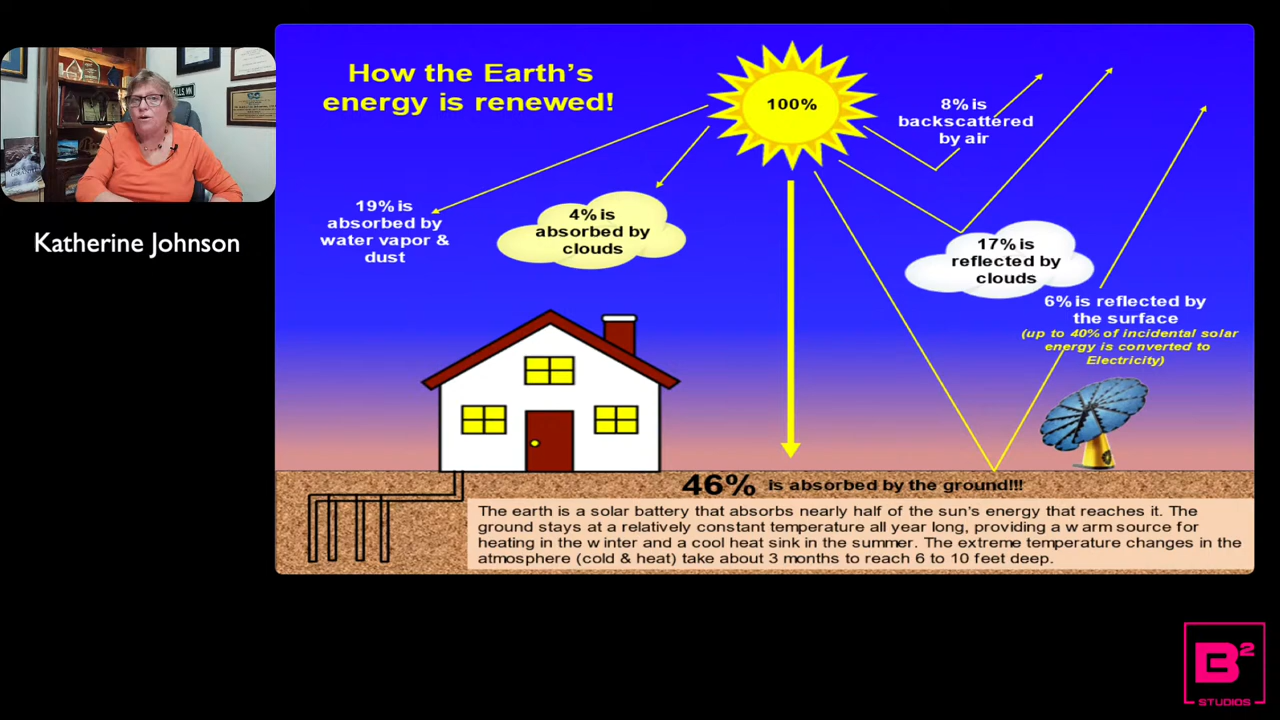 How the Earth's
energy is renewed!
100%
8% is
backscattered
by air
19% is
absorbed by
water vapor &
dust
4% is
absorbed by
clouds
17% is
reflected by
clouds
Katherine Johnson
6% is reflected by
the surface
(up to 40% of incidental solar
energy is converted to
Electricity)
46% is absorbed by the ground!!!
The earth is a solar battery that absorbs nearly half of the sun's energy that reaches it. The
ground stays at a relatively constant temperature all year long, providing a warm source for
heating in the winter and a cool heat sink in the summer. The extreme temperature changes in the
atmosphere (cold & heat) take about 3 months to reach 6 to 10 feet deep.
B2
STUDIOS